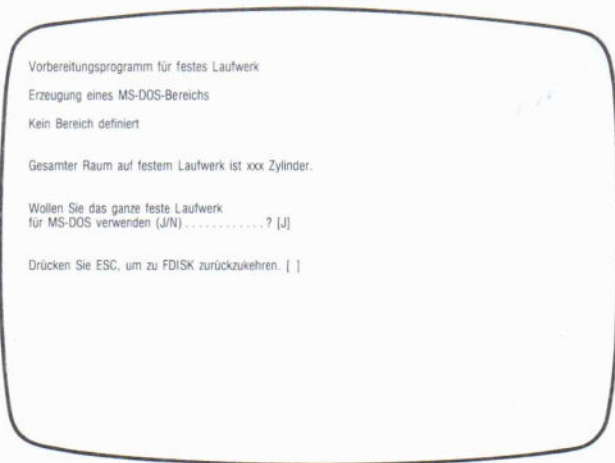 Vorbereitungsprogramm für festes Laufwerk
Erzeugung eines MS-DOS-Bereichs
Kein Bereich definiert
Gesamter Raum auf festem Laufwerk ist xxx Zylinder.
Wollen Sie das ganze feste Laufwerk
für MS-DOS verwenden (J/N) . . . . . . . . . . . . ? [J]
Drücken Sie ESC, um zu FDISK zurückzukehren. [ ]